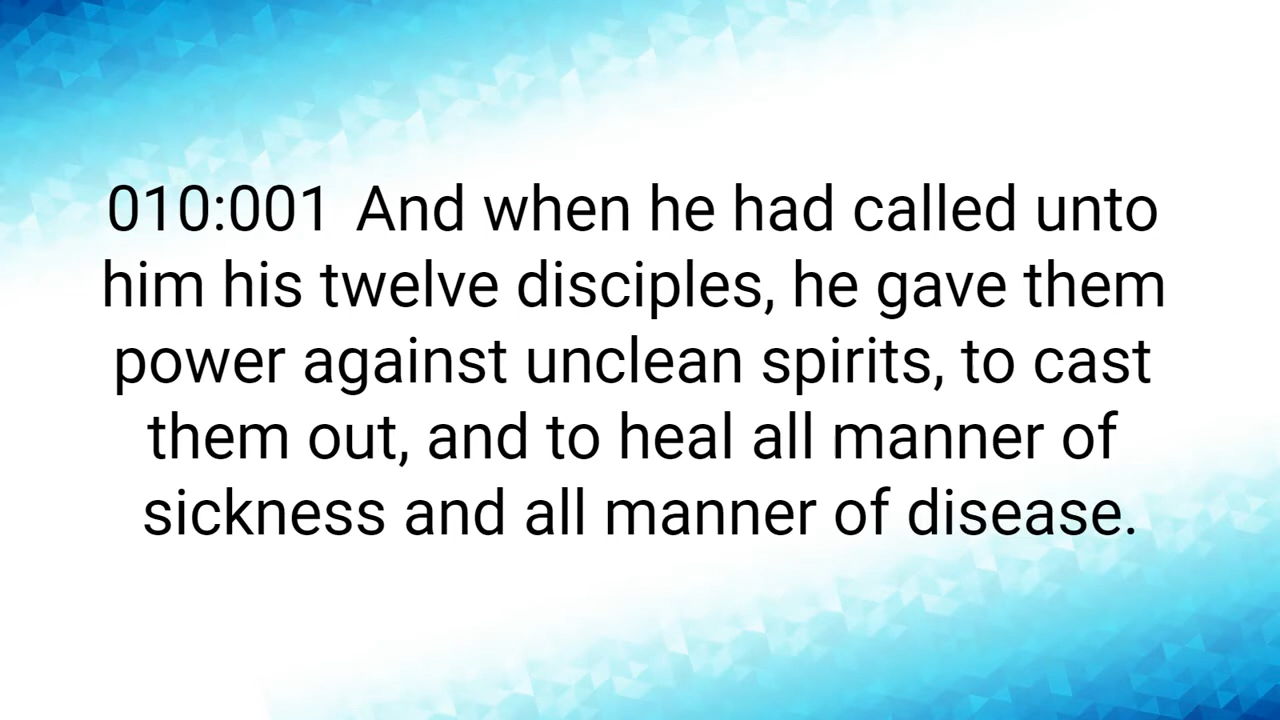 010:001 And when he had called unto
him his twelve disciples, he gave them
power against unclean spirits, to cast
them out, and to heal all manner of
sickness and all manner of disease.